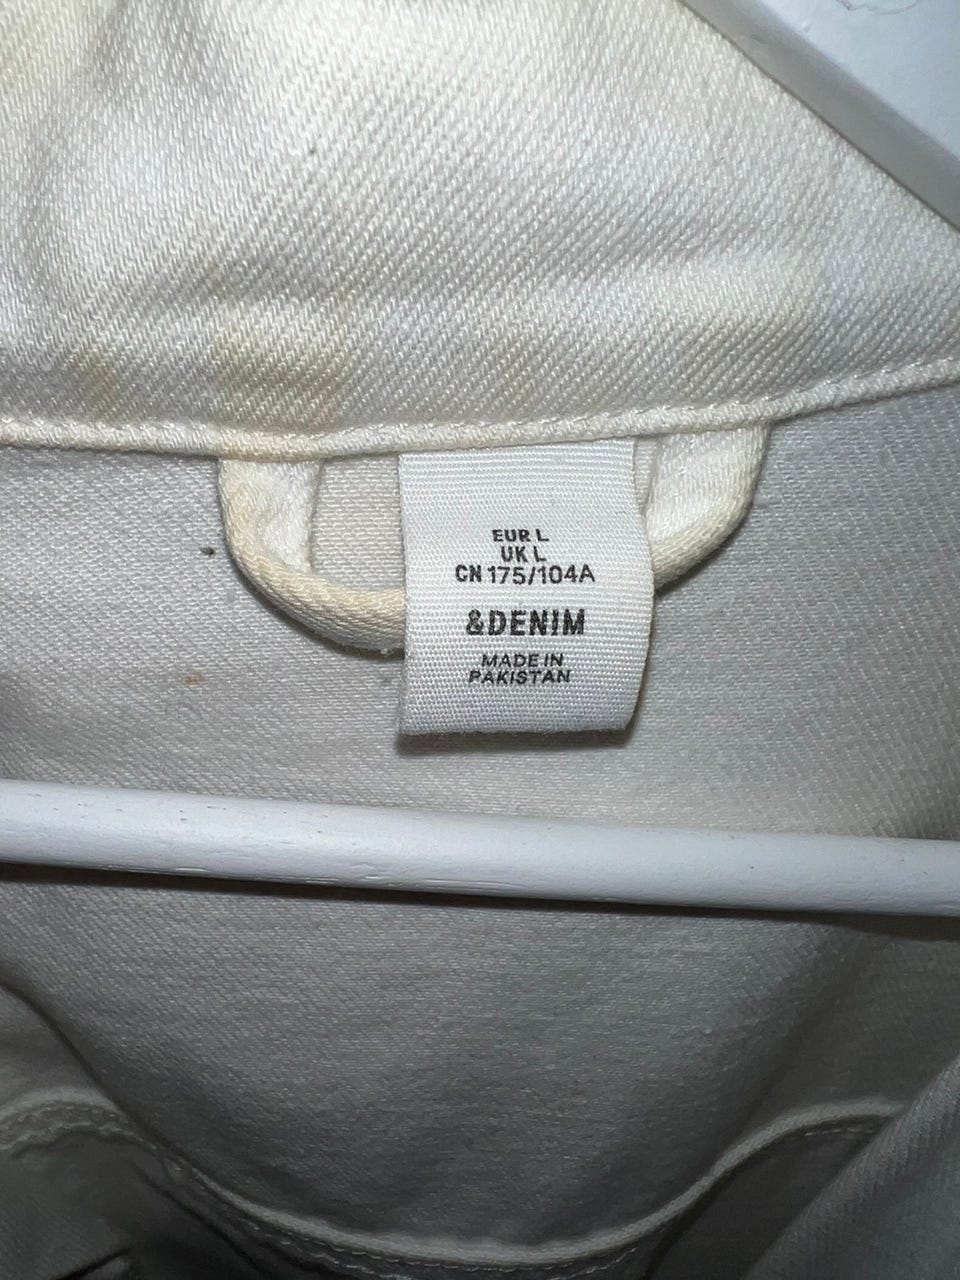 EUR L
UK L
CN 175/104A
&DENIM
MADE IN
PAKISTAN